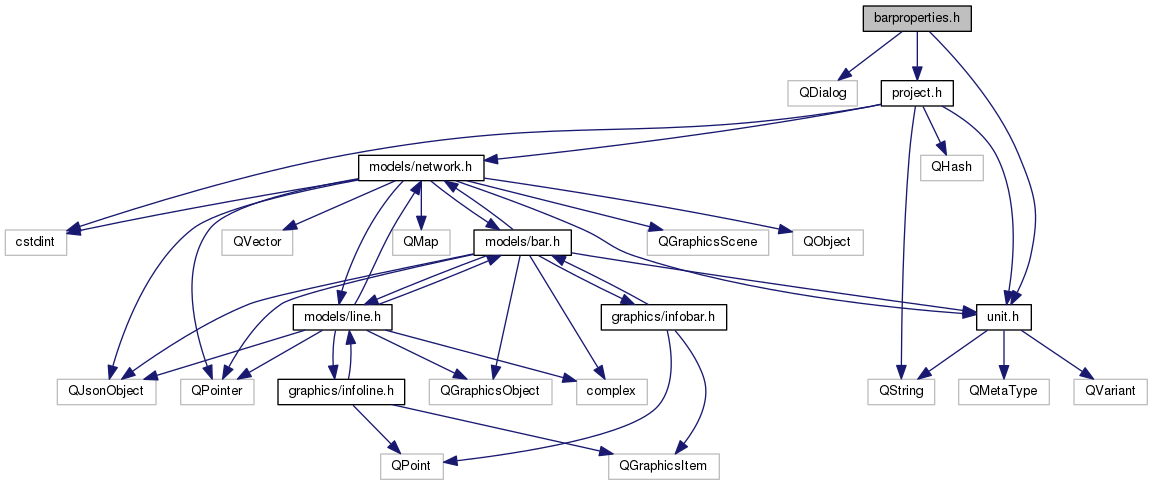 barproperties.h
QDialog
project.h
models/network.h
QHash
cstdint
QVector
QMap
models/bar.h
QGraphicsScene
QObject
models/line.h
graphics/infobar.h
unit.h
QJsonObject
QPointer
graphics/infoline.h
QGraphicsObject
complex
QString
QMetaType
QVariant
QPoint
QGraphicsItem